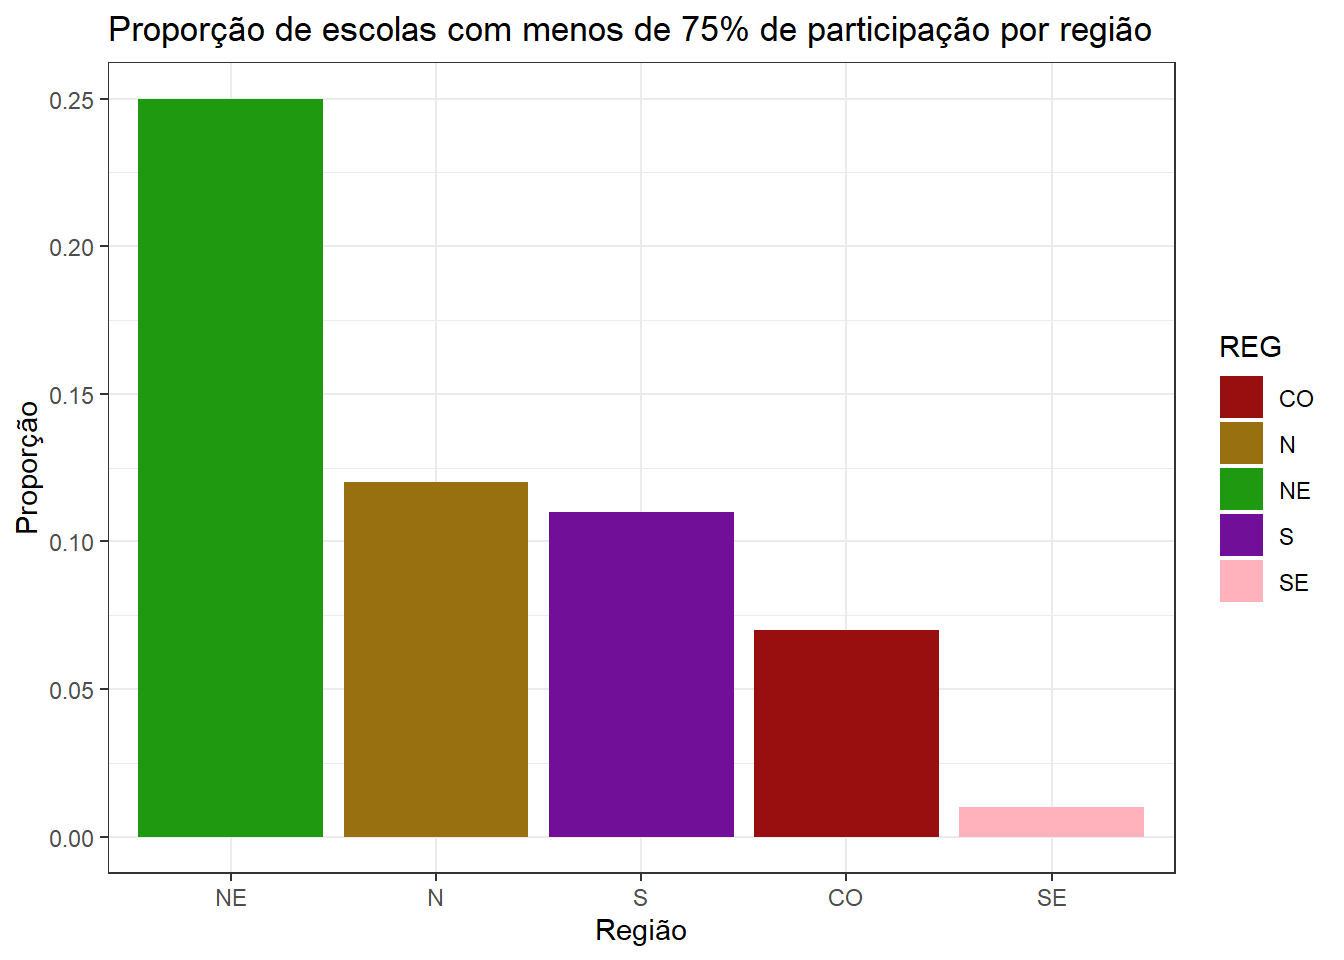 Proporção de escolas com menos de 75% de participação por região
Proporção
0.25
0.20
0.15
0.10
0.05
0.00
NE N S CO SE
Região
REG
CO
N
NE
S
SE